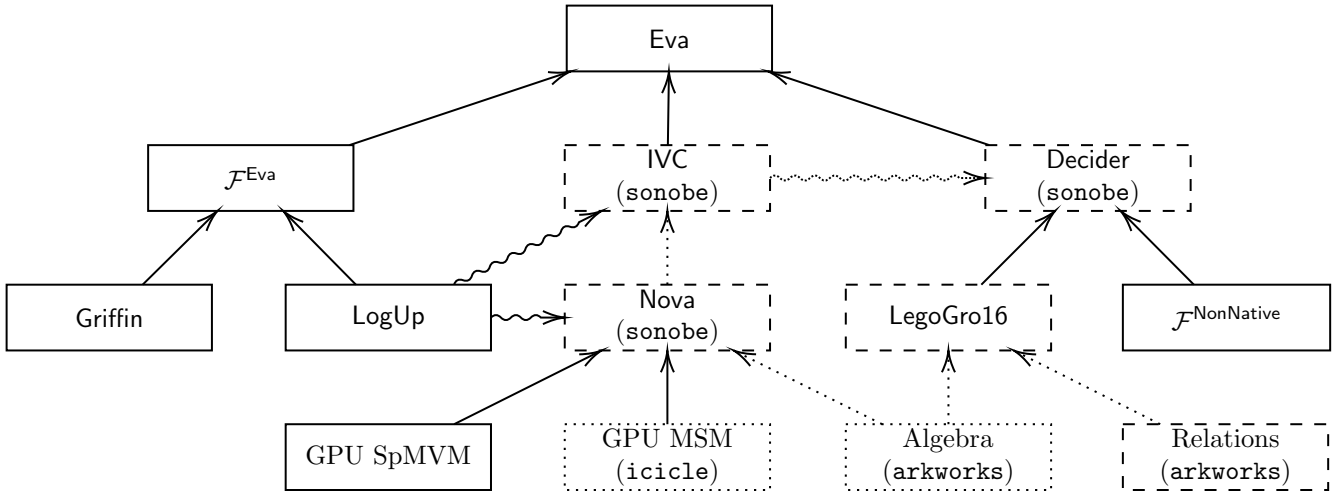 Eva
𝓕^Eva
IVC
(sonobe)
Decider
(sonobe)
Griffin
LogUp
Nova
(sonobe)
LegoGro16
𝓕^NonNative
GPU SpMVM
GPU MSM
(icicle)
Algebra
(arkworks)
Relations
(arkworks)